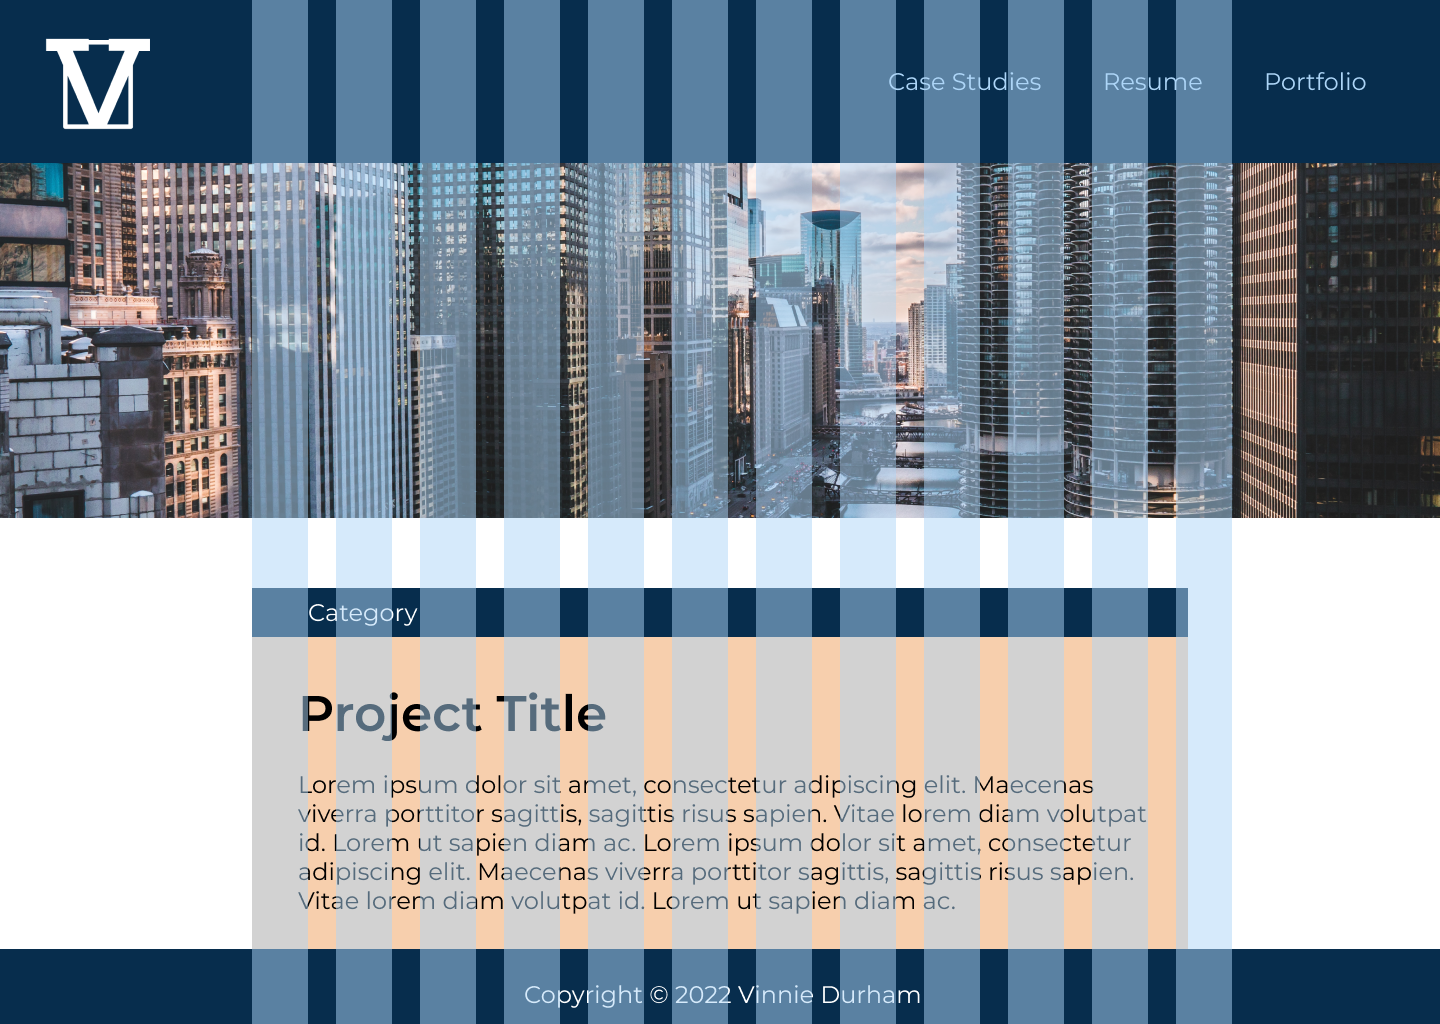 V
Case Studies Resume Portfolio
Category
Project Title
Lorem ipsum dolor sit amet, consectetur adipiscing elit. Maecenas
viverra porttitor sagittis, sagittis risus sapien. Vitae lorem diam volutpat
id. Lorem ut sapien diam ac. Lorem ipsum dolor sit amet, consectetur
adipiscing elit. Maecenas viverra porttitor sagittis, sagittis risus sapien.
Vitae lorem diam volutpat id. Lorem ut sapien diam ac.
Copyright © 2022 Vinnie Durham